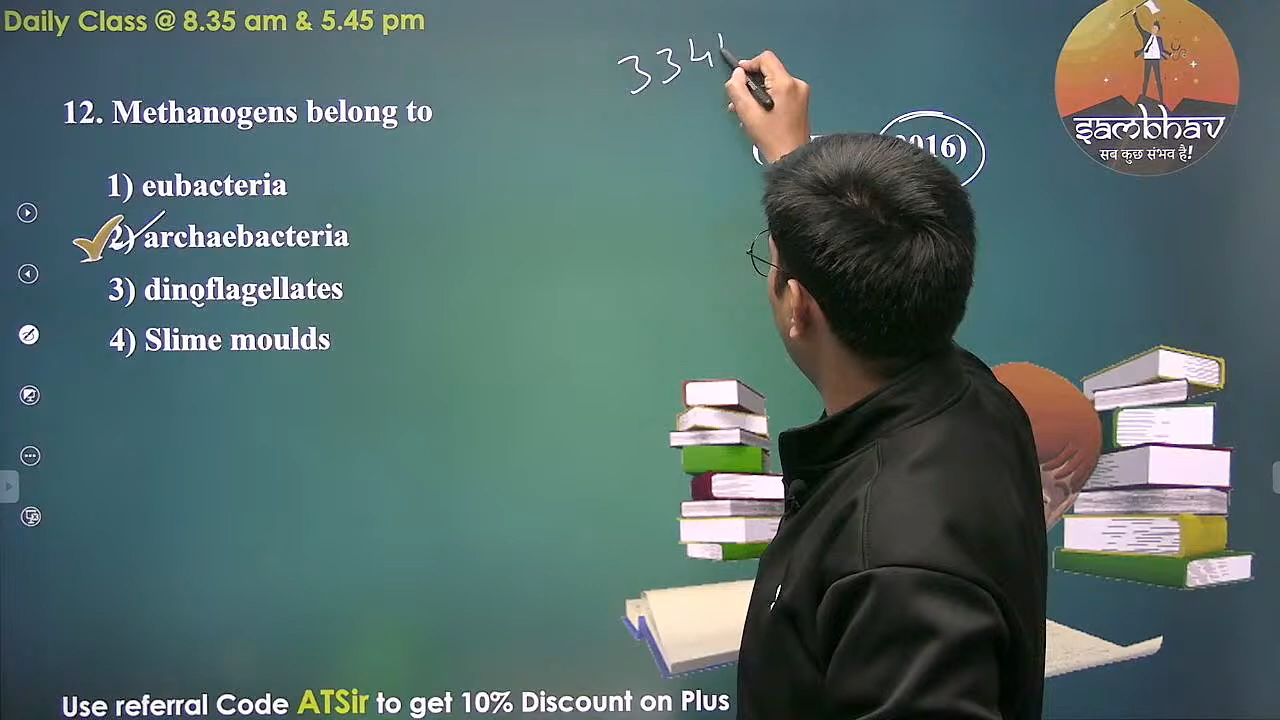 Daily Class @ 8.35 am & 5.45 pm
334
12. Methanogens belong to
2016)
sambhav
सब कुछ संभव है!
1) eubacteria
2) archaebacteria
3) dinoflagellates
4) Slime moulds
Use referral Code ATSir to get 10% Discount on Plus